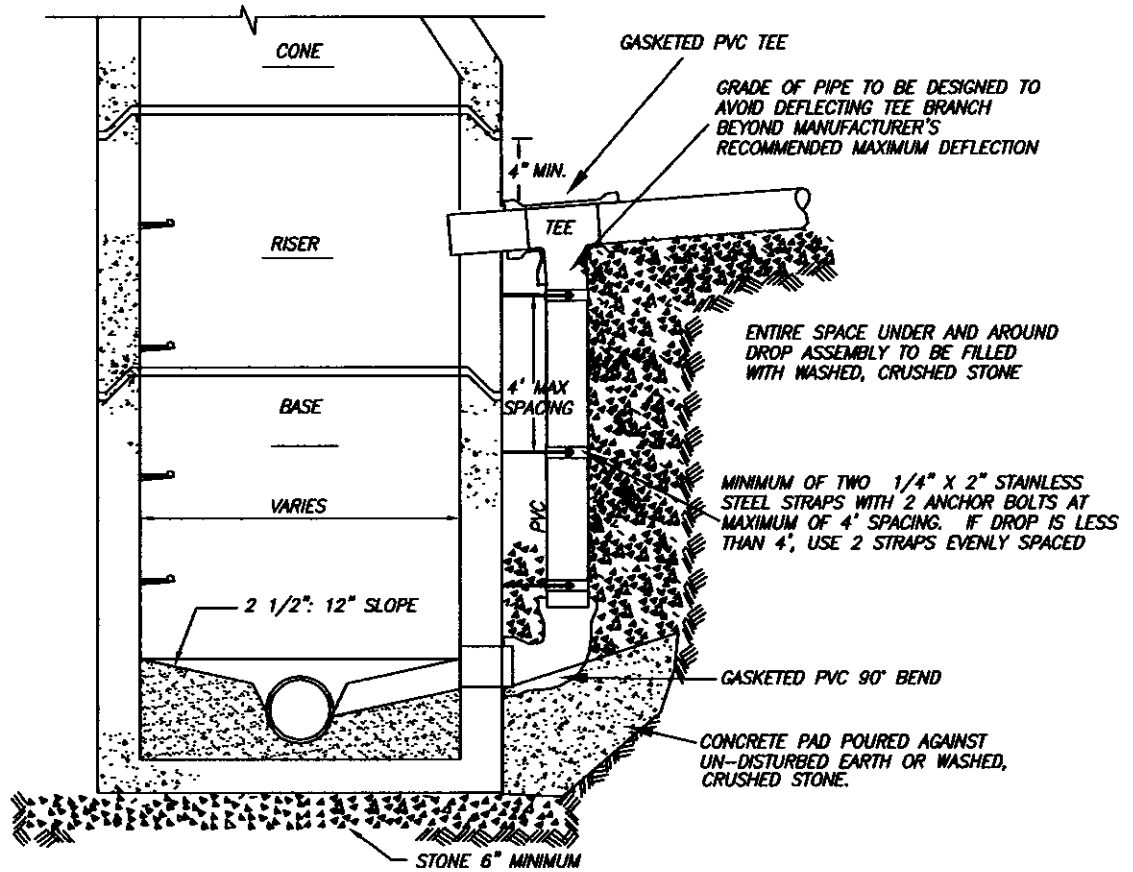 CONE
GASKETED PVC TEE
GRADE OF PIPE TO BE DESIGNED TO
AVOID DEFLECTING TEE BRANCH
BEYOND MANUFACTURER'S
RECOMMENDED MAXIMUM DEFLECTION
4" MIN.
TEE
RISER
ENTIRE SPACE UNDER AND AROUND
DROP ASSEMBLY TO BE FILLED
WITH WASHED, CRUSHED STONE
4' MAX
SPACING
BASE
MINIMUM OF TWO 1/4" X 2" STAINLESS
STEEL STRAPS WITH 2 ANCHOR BOLTS AT
MAXIMUM OF 4' SPACING. IF DROP IS LESS
THAN 4', USE 2 STRAPS EVENLY SPACED
VARIES
PVC
2 1/2": 12" SLOPE
GASKETED PVC 90° BEND
CONCRETE PAD POURED AGAINST
UN-DISTURBED EARTH OR WASHED,
CRUSHED STONE.
STONE 6" MINIMUM